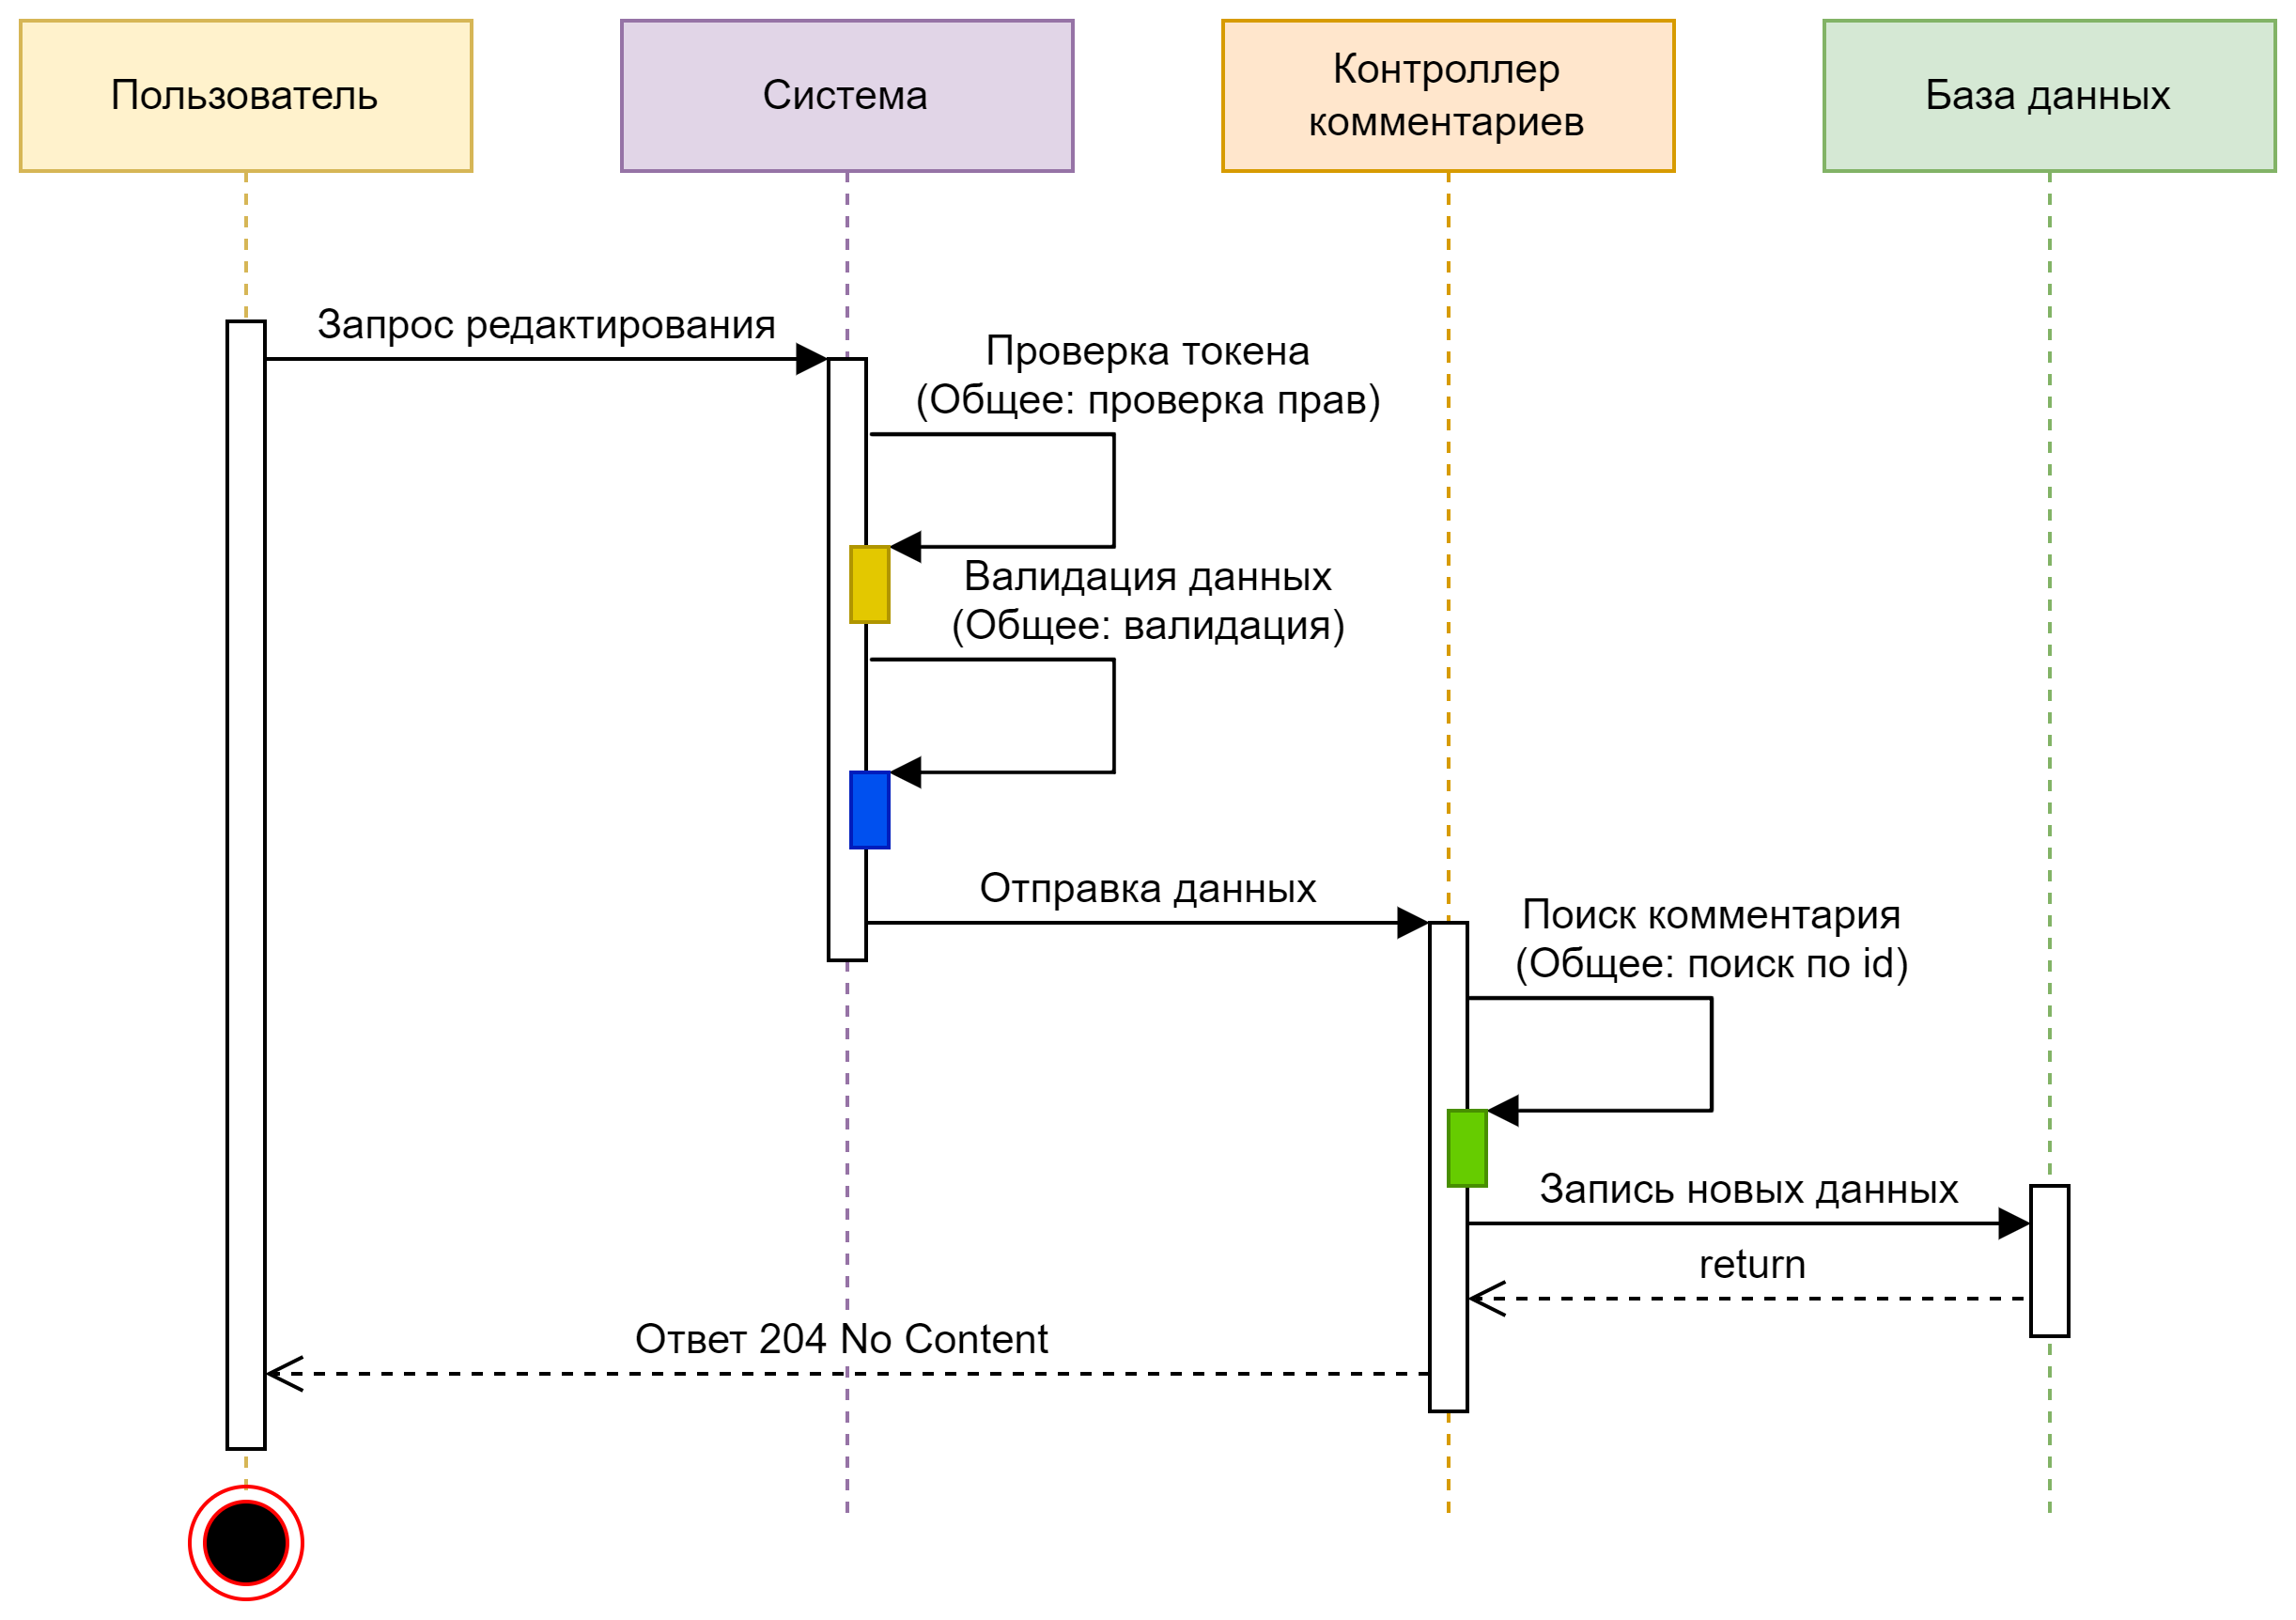 Пользователь
Система
Контроллер
комментариев
База данных
Запрос редактирования
Проверка токена
(Общее: проверка прав)
Валидация данных
(Общее: валидация)
Отправка данных
Поиск комментария
(Общее: поиск по id)
Запись новых данных
return
Ответ 204 No Content